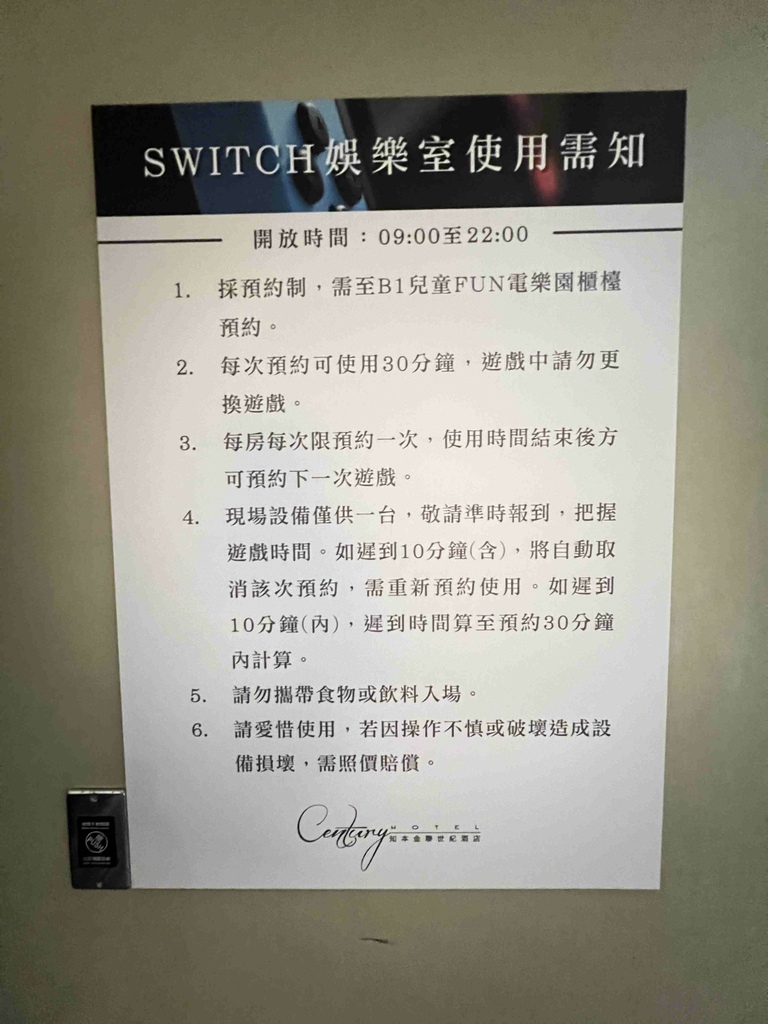 SWITCH娛樂室使用需知
開放時間：09:00至22:00
1. 採預約制，需至B1兒童FUN電樂園櫃檯
預約。
2. 每次預約可使用30分鐘，遊戲中請勿更
換遊戲。
3. 每房每次限預約一次，使用時間結束後方
可預約下一次遊戲。
4. 現場設備僅供一台，敬請準時報到，把握
遊戲時間。如遲到10分鐘(含)，將自動取
消該次預約，需重新預約使用。如遲到
10分鐘(內)，遲到時間算至預約30分鐘
內計算。
5. 請勿攜帶食物或飲料入場。
6. 請愛惜使用，若因操作不慎或破壞造成設
備損壞，需照價賠償。
Century HOTEL
知本金聯世紀酒店